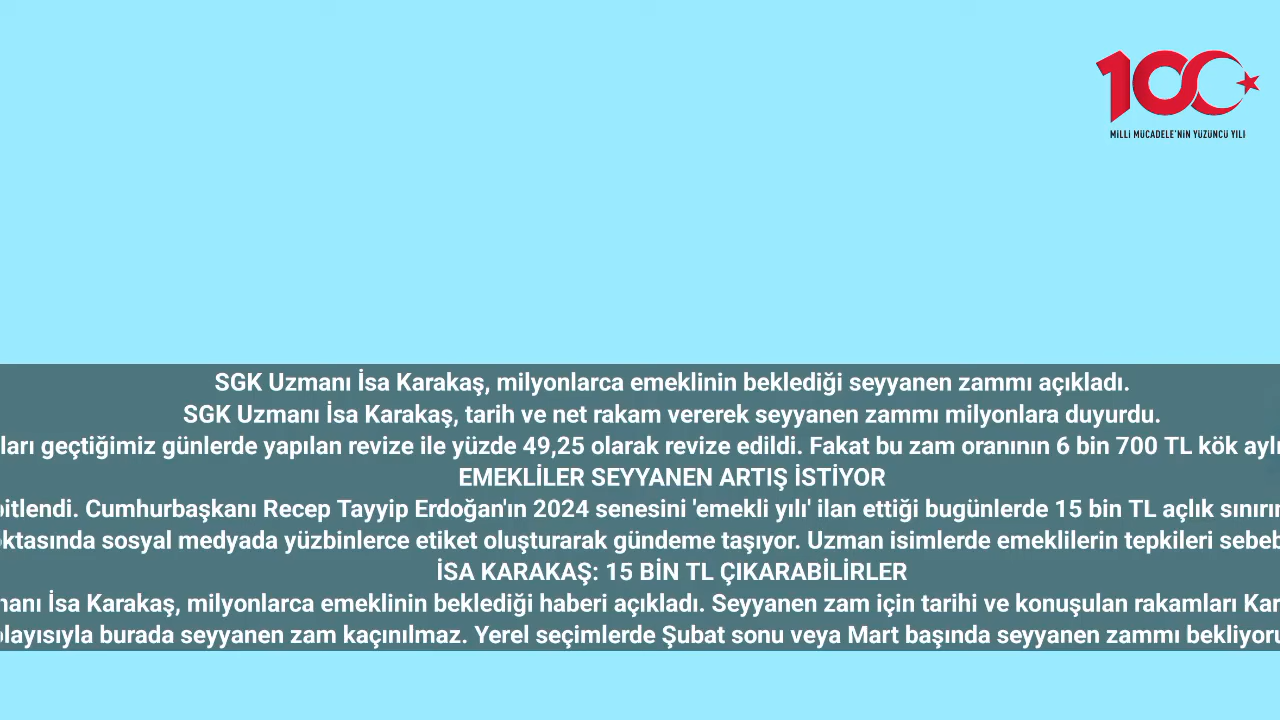 100
MİLLİ MÜCADELE'NİN YÜZÜNCÜ YILI
SGK Uzmanı İsa Karakaş, milyonlarca emeklinin beklediği seyyanen zammı açıkladı.
SGK Uzmanı İsa Karakaş, tarih ve net rakam vererek seyyanen zammı milyonlara duyurdu.
ları geçtiğimiz günlerde yapılan revize ile yüzde 49,25 olarak revize edildi. Fakat bu zam oranının 6 bin 700 TL kök aylı
EMEKLİLER SEYYANEN ARTIŞ İSTİYOR
bitlendi. Cumhurbaşkanı Recep Tayyip Erdoğan'ın 2024 senesini 'emekli yılı' ilan ettiği bugünlerde 15 bin TL açlık sınırın
oktasında sosyal medyada yüzbinlerce etiket oluşturarak gündeme taşıyor. Uzman isimlerde emeklilerin tepkileri sebeb
İSA KARAKAŞ: 15 BİN TL ÇIKARABİLİRLER
manı İsa Karakaş, milyonlarca emeklinin beklediği haberi açıkladı. Seyyanen zam için tarihi ve konuşulan rakamları Kar
olayısıyla burada seyyanen zam kaçınılmaz. Yerel seçimlerde Şubat sonu veya Mart başında seyyanen zammı bekliyoru